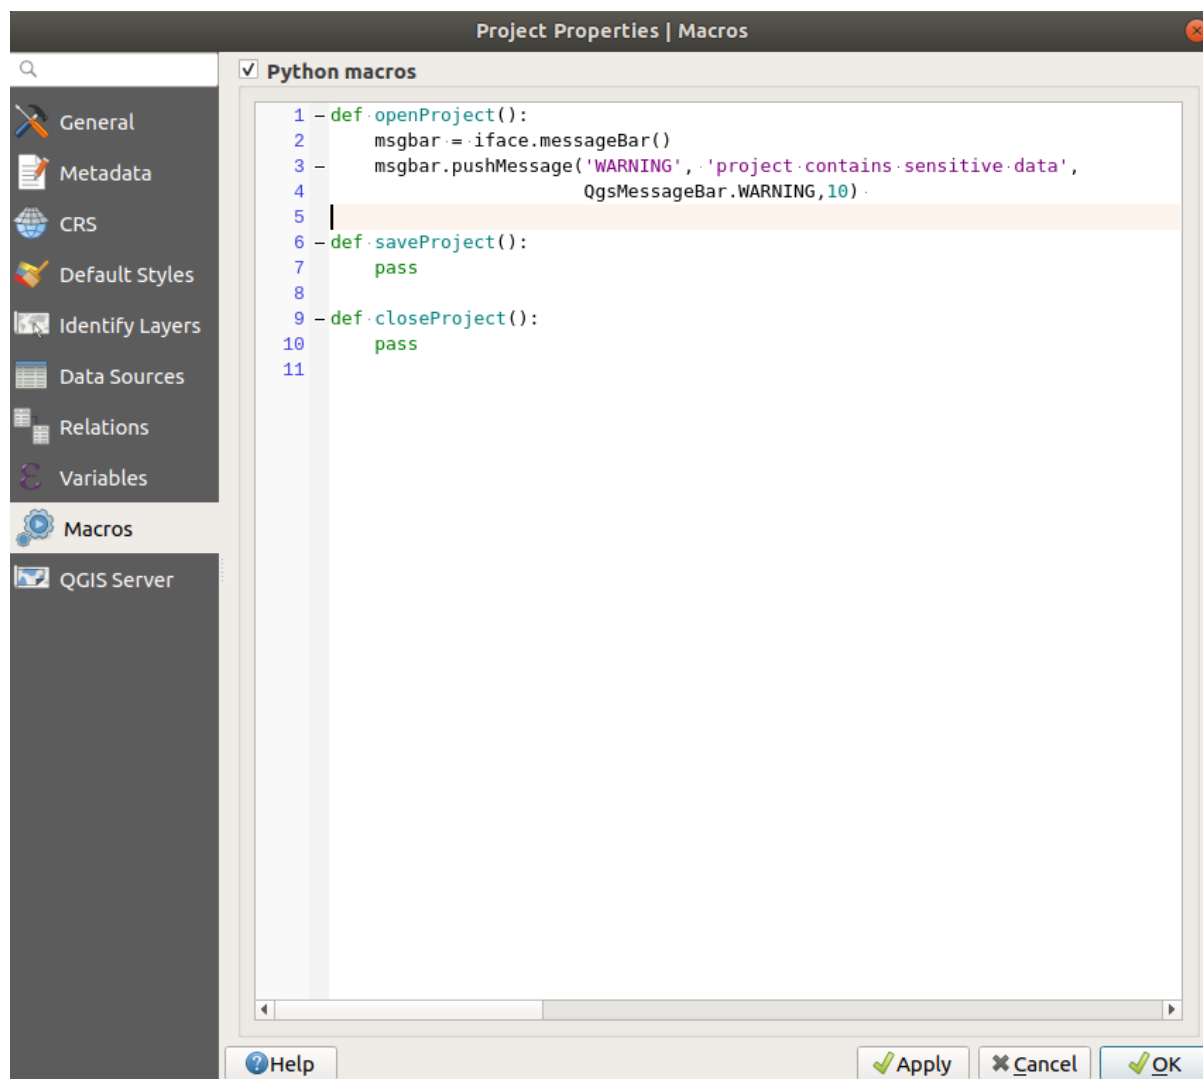 Project Properties | Macros
Python macros
General
Metadata
CRS
Default Styles
Identify Layers
Data Sources
Relations
Variables
Macros
QGIS Server
1 def openProject():
2     msgbar = iface.messageBar()
3     msgbar.pushMessage('WARNING', 'project contains sensitive data',
4                        QgsMessageBar.WARNING,10)
5
6 def saveProject():
7     pass
8
9 def closeProject():
10     pass
11
Help
Apply
Cancel
OK